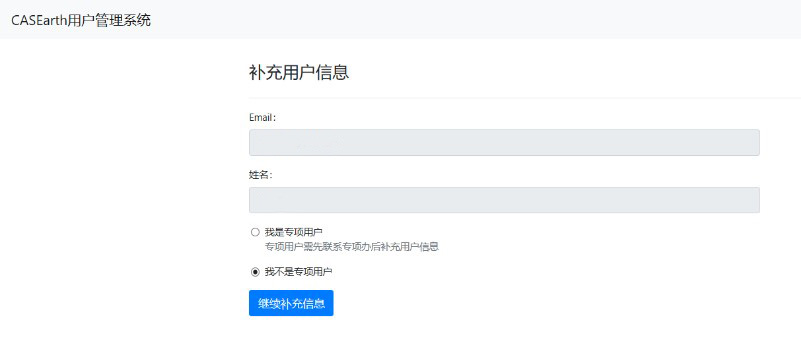 CASEarth用户管理系统
补充用户信息
Email：
姓名：
我是专项用户
专项用户需先联系专项办后补充用户信息
我不是专项用户
继续补充信息